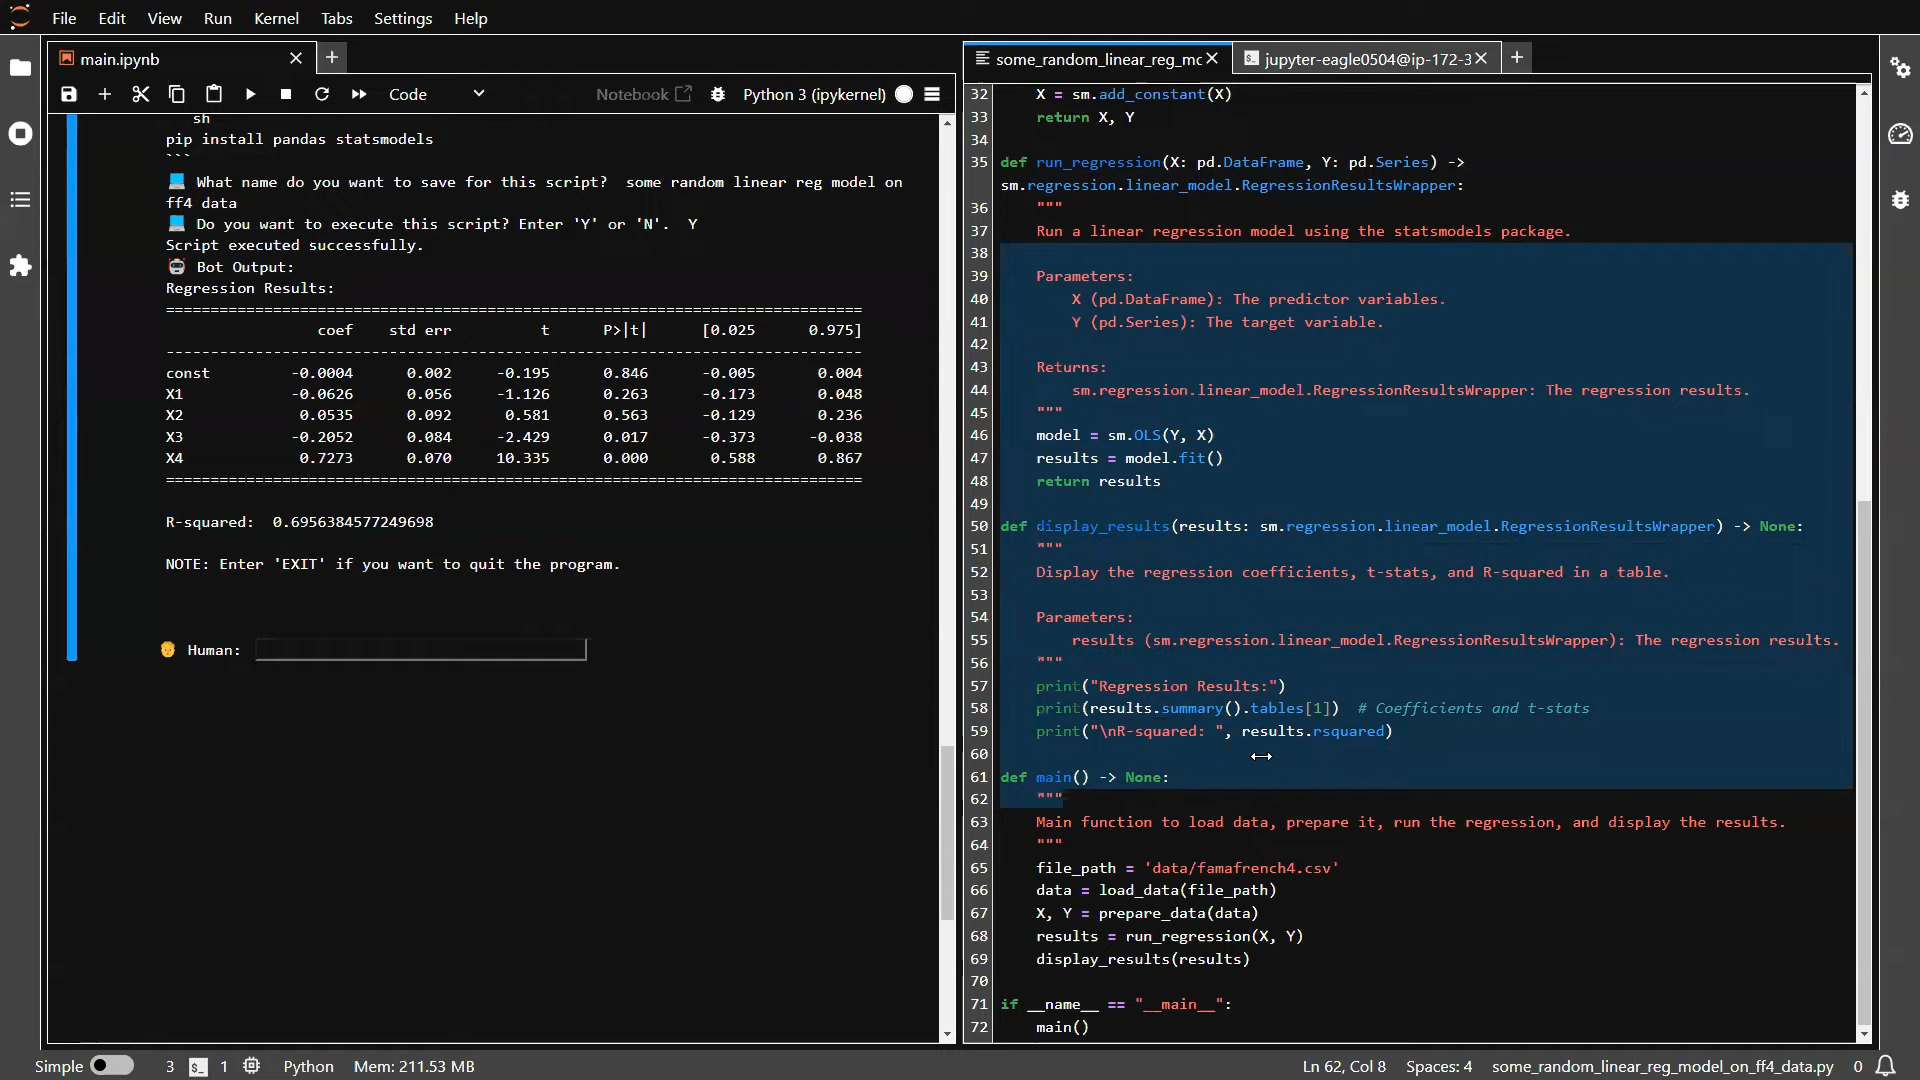 File Edit View Run Kernel Tabs Settings Help
main.ipynb
Code
Notebook
Python 3 (ipykernel)
sh
pip install pandas statsmodels
```
What name do you want to save for this script? some random linear reg model on
ff4 data
Do you want to execute this script? Enter 'Y' or 'N'. Y
Script executed successfully.
Bot Output:
Regression Results:
==============================================================================
coef std err t P>|t| [0.025 0.975]
------------------------------------------------------------------------------
const -0.0004 0.002 -0.195 0.846 -0.005 0.004
X1 -0.0626 0.056 -1.126 0.263 -0.173 0.048
X2 0.0535 0.092 0.581 0.563 -0.129 0.236
X3 -0.2052 0.084 -2.429 0.017 -0.373 -0.038
X4 0.7273 0.070 10.335 0.000 0.588 0.867
==============================================================================
R-squared: 0.6956384577249698
NOTE: Enter 'EXIT' if you want to quit the program.
Human:
some_random_linear_reg_mo
jupyter-eagle0504@ip-172-3
32 X = sm.add_constant(X)
33 return X, Y
34
35 def run_regression(X: pd.DataFrame, Y: pd.Series) ->
sm.regression.linear_model.RegressionResultsWrapper:
36 """
37 Run a linear regression model using the statsmodels package.
38
39 Parameters:
40 X (pd.DataFrame): The predictor variables.
41 Y (pd.Series): The target variable.
42
43 Returns:
44 sm.regression.linear_model.RegressionResultsWrapper: The regression results.
45 """
46 model = sm.OLS(Y, X)
47 results = model.fit()
48 return results
49
50 def display_results(results: sm.regression.linear_model.RegressionResultsWrapper) -> None:
51 """
52 Display the regression coefficients, t-stats, and R-squared in a table.
53
54 Parameters:
55 results (sm.regression.linear_model.RegressionResultsWrapper): The regression results.
56 """
57 print("Regression Results:")
58 print(results.summary().tables[1]) # Coefficients and t-stats
59 print("\nR-squared: ", results.rsquared)
60
61 def main() -> None:
62 """
63 Main function to load data, prepare it, run the regression, and display the results.
64 """
65 file_path = 'data/famafrench4.csv'
66 data = load_data(file_path)
67 X, Y = prepare_data(data)
68 results = run_regression(X, Y)
69 display_results(results)
70
71 if __name__ == "__main__":
72 main()
Simple 3 1 Python Mem: 211.53 MB
Ln 62, Col 8 Spaces: 4 some_random_linear_reg_model_on_ff4_data.py 0